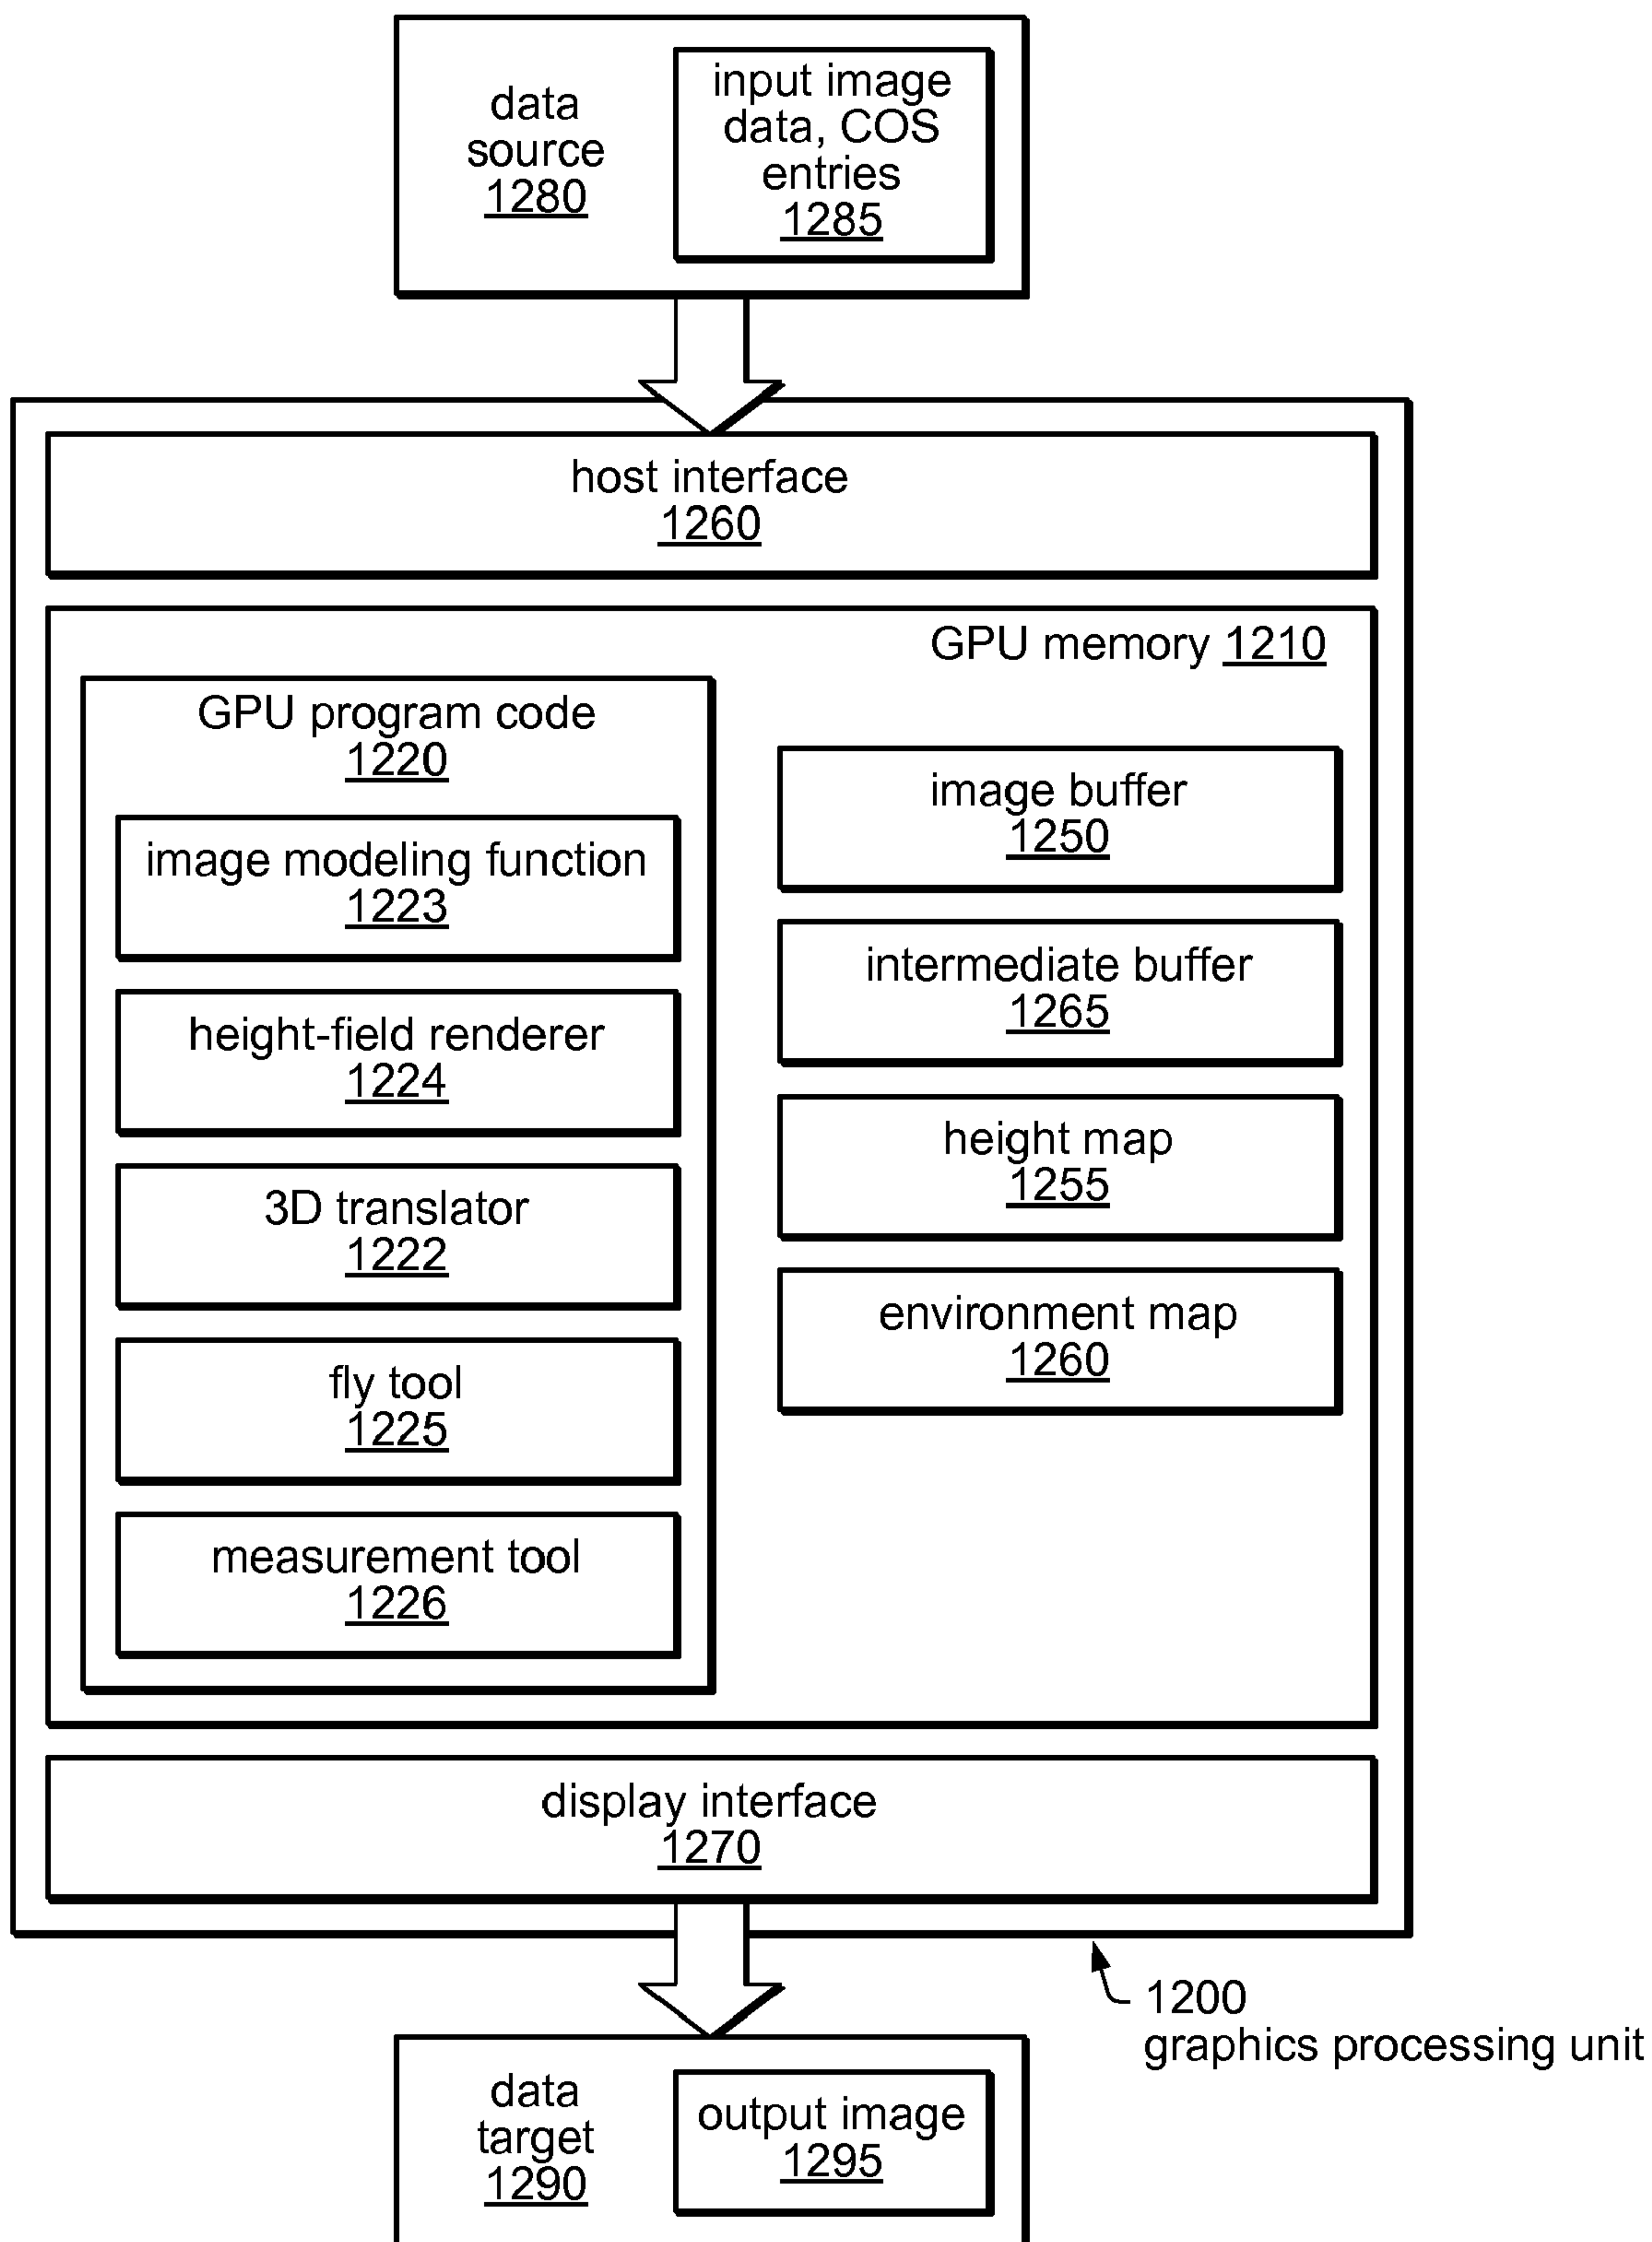 data
source
1280
input image
data, COS
entries
1285
host interface
1260
GPU memory 1210
GPU program code
1220
image modeling function
1223
height-field renderer
1224
3D translator
1222
fly tool
1225
measurement tool
1226
image buffer
1250
intermediate buffer
1265
height map
1255
environment map
1260
display interface
1270
1200
graphics processing unit
data
target
1290
output image
1295